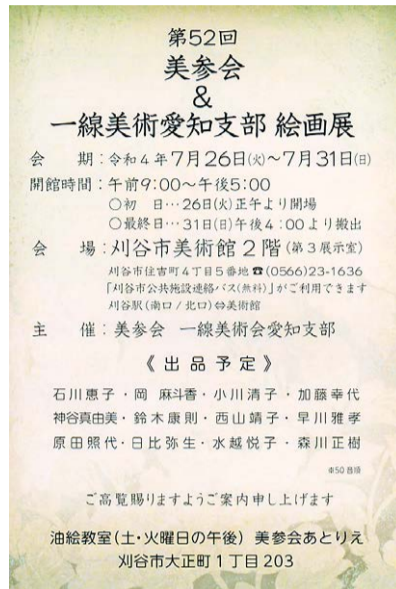 第52回
美参会
&
一線美術愛知支部 絵画展
会　期：令和4年7月26日(火)～7月31日(日)
開館時間：午前9:00～午後5:00
○初　日…26日(火)正午より開場
○最終日…31日(日)午後4:00より搬出
会　場：刈谷市美術館2階(第3展示室)
刈谷市住吉町4丁目5番地☎(0566)23-1636
「刈谷市公共施設連絡バス(無料)」がご利用できます
刈谷駅(南口/北口)⇔美術館
主　催：美参会　一線美術会愛知支部
《出品予定》
石川恵子・岡 麻斗香・小川清子・加藤幸代
神谷真由美・鈴木康則・西山靖子・早川雅孝
原田照代・日比弥生・水越悦子・森川正樹
※50音順
ご高覧賜りますようご案内申し上げます
油絵教室(土・火曜日の午後) 美参会あとりえ
刈谷市大正町1丁目203